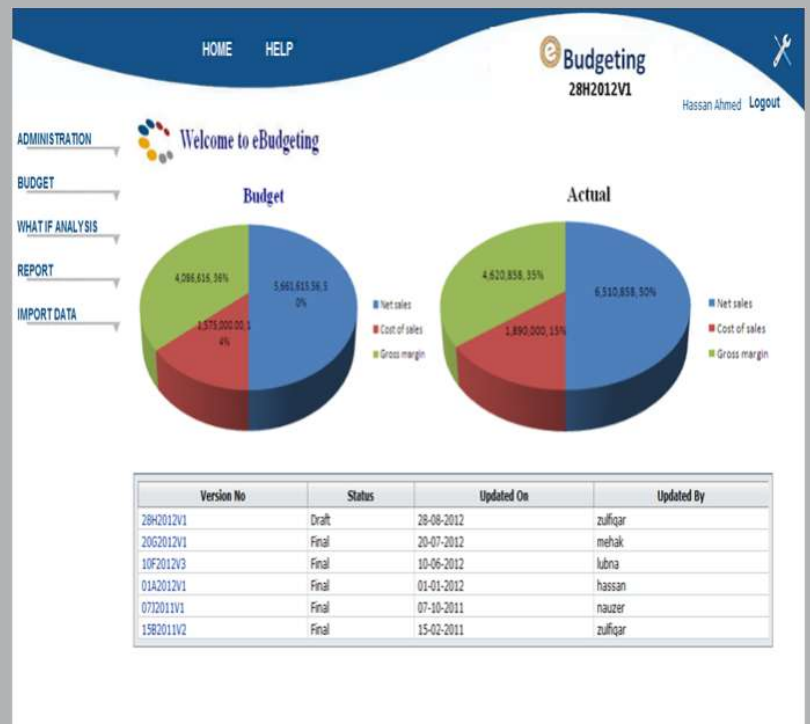 HOME HELP
eBudgeting
28H2012V1
Hassan Ahmed Logout
ADMINISTRATION
BUDGET
WHAT IF ANALYSIS
REPORT
IMPORT DATA
Welcome to eBudgeting
Budget
4,086,616, 36%
5,661,615.56, 5
0%
1,575,000.00, 1
4%
Net sales
Cost of sales
Gross margin
Actual
4,620,858, 35%
6,510,858, 50%
1,890,000, 15%
Net sales
Cost of sales
Gross margin
Version No Status Updated On Updated By
28H2012V1 Draft 28-08-2012 zulfiqar
20G2012V1 Final 20-07-2012 mehak
10F2012V3 Final 10-06-2012 lubna
01A2012V1 Final 01-01-2012 hassan
07J2011V1 Final 07-10-2011 nauzer
15B2011V2 Final 15-02-2011 zulfiqar